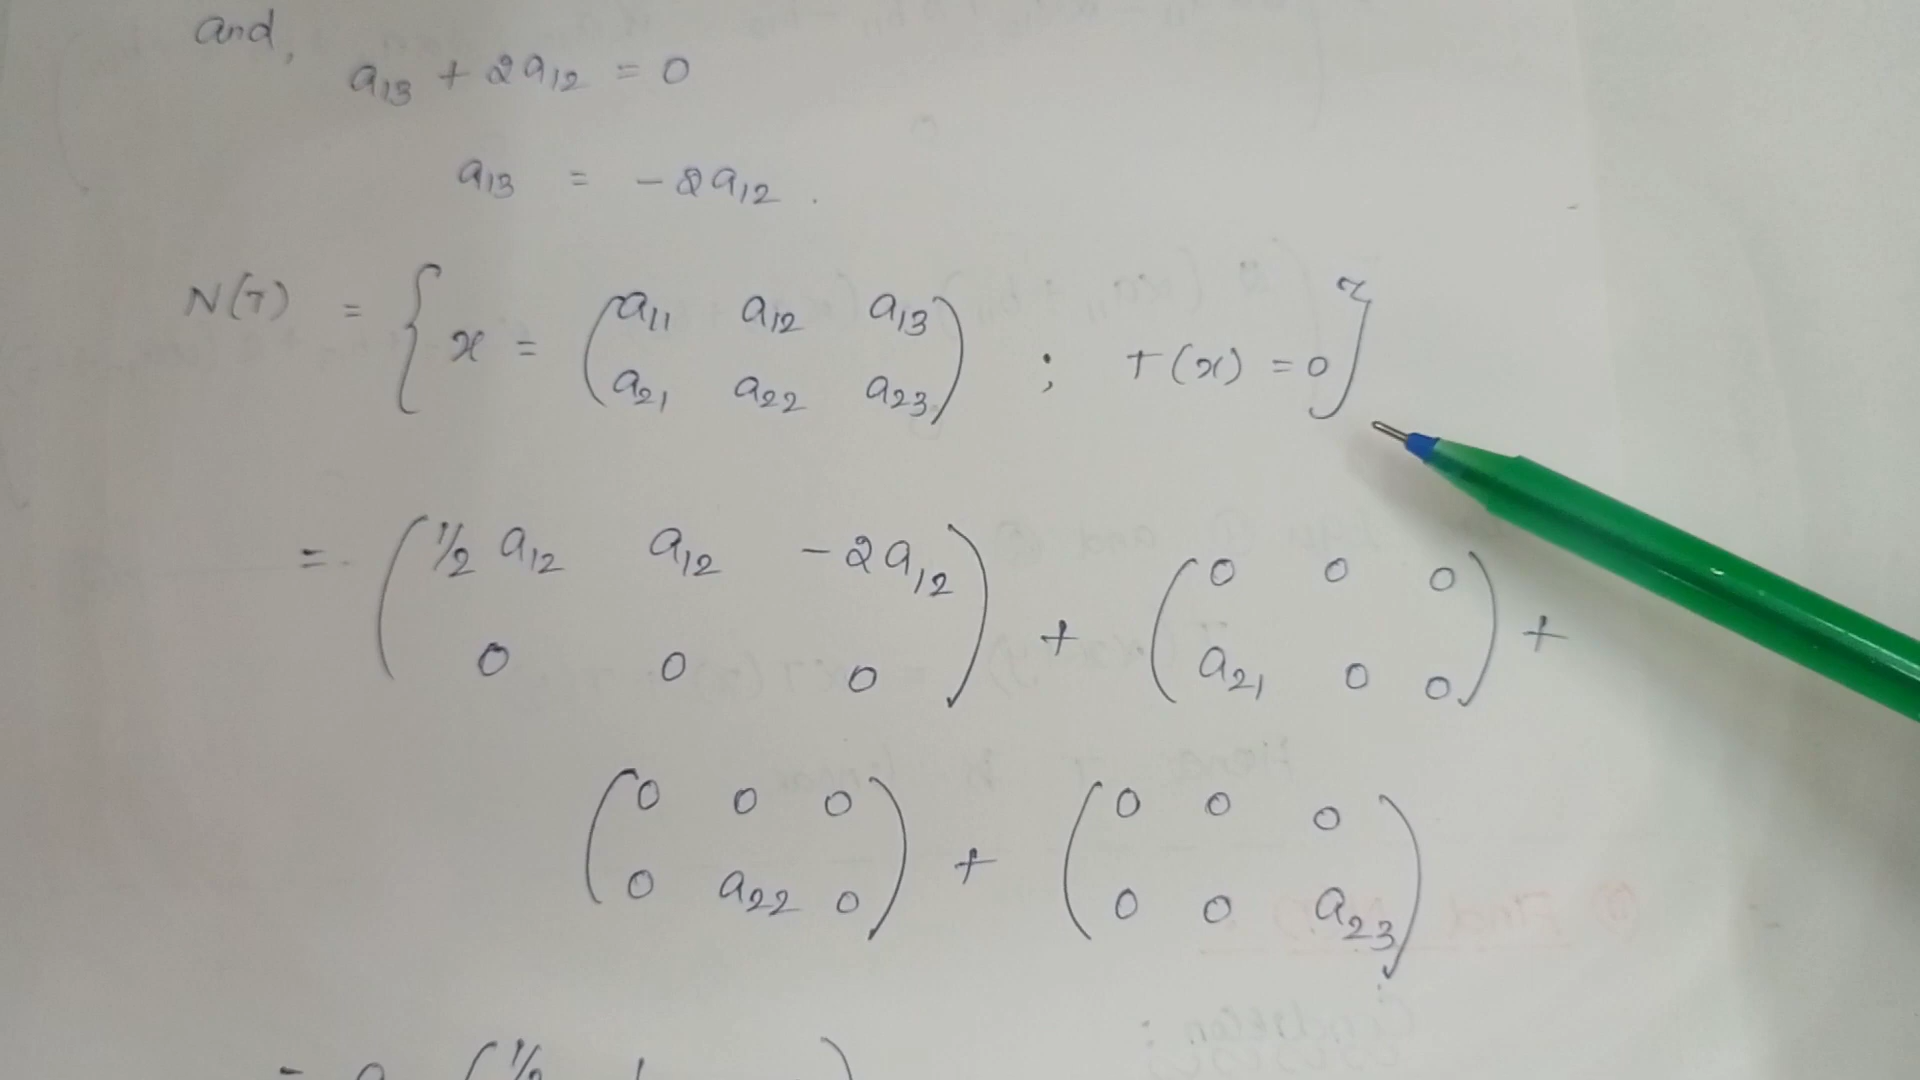 and,
a13 + 2a12 = 0
a13 = -2a12 .
N(T) = { x = ( a11 a12 a13
a21 a22 a23 ) ; T(x) = 0 }
= ( 1/2 a12 a12 -2a12
0 0 0 ) + ( 0 0 0
a21 0 0 ) +
( 0 0 0
0 a22 0 ) + ( 0 0 0
0 0 a23 )